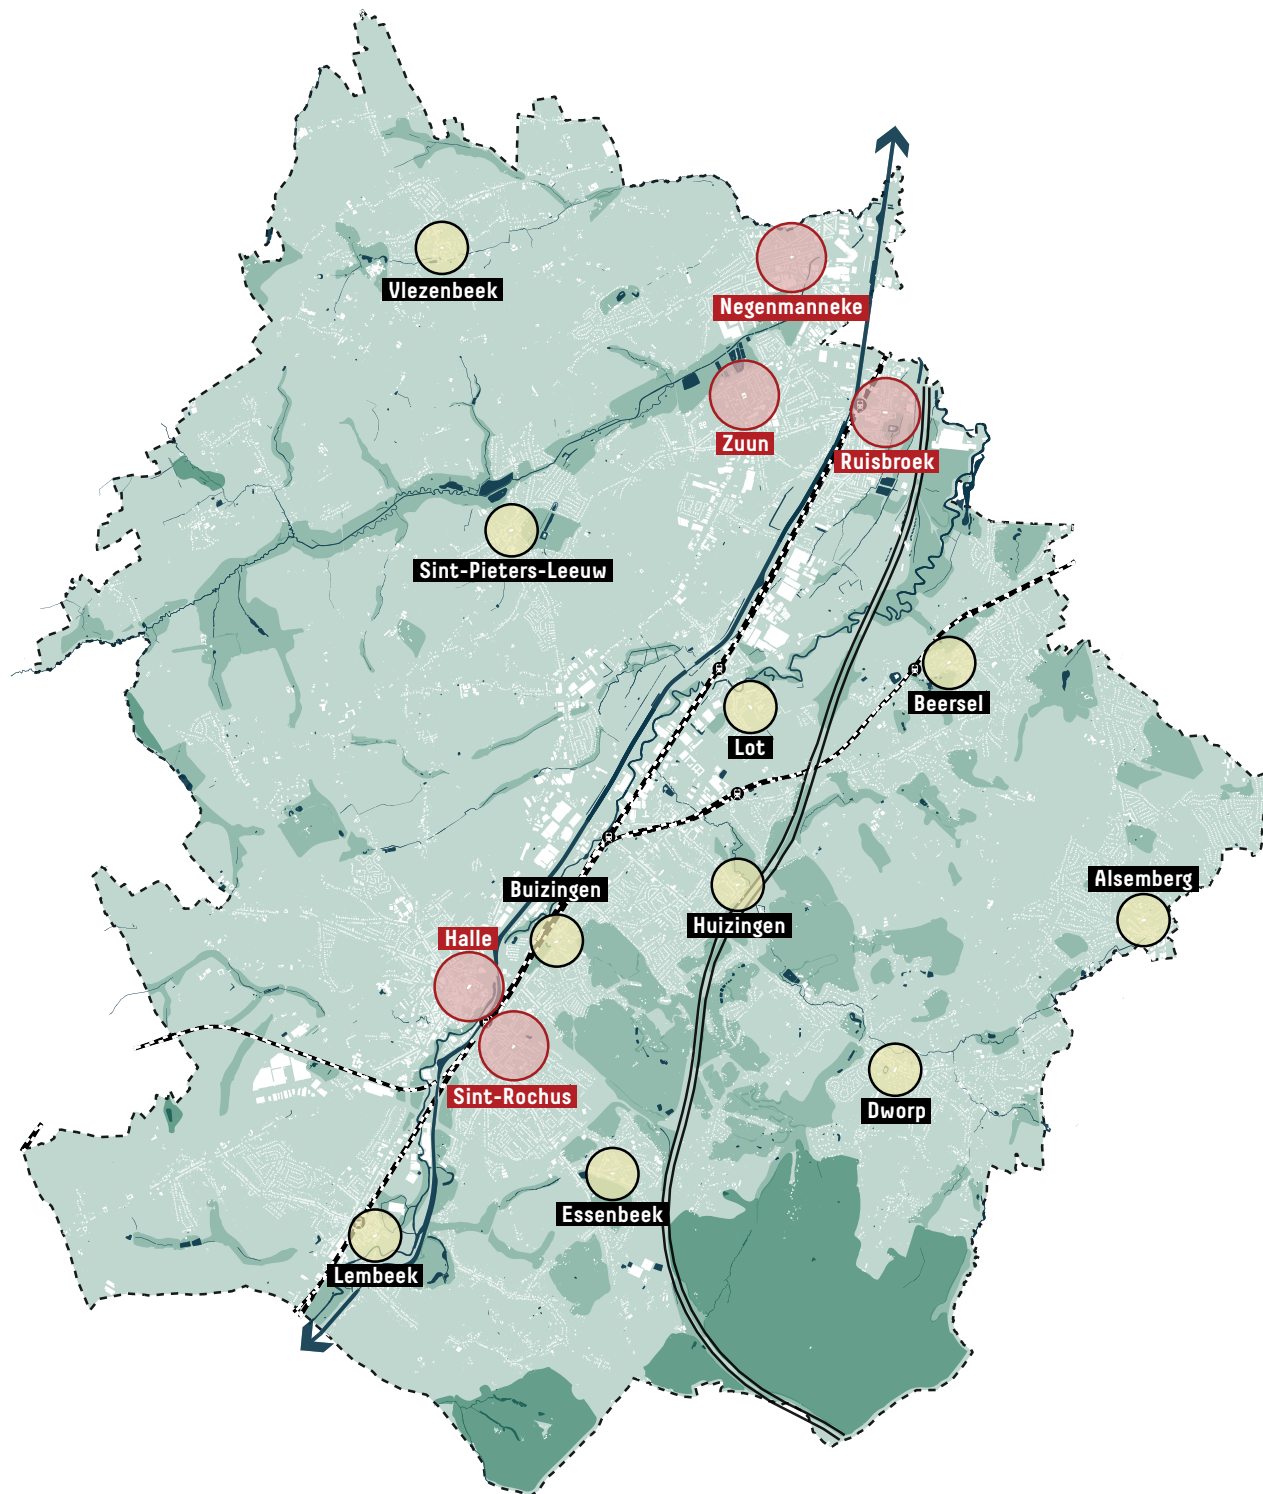 Vlezenbeek
Negenmanneke
Zuun
Ruisbroek
Sint-Pieters-Leeuw
Beersel
Lot
Alsemberg
Buizingen
Huizingen
Halle
Sint-Rochus
Dworp
Essenbeek
Lembeek